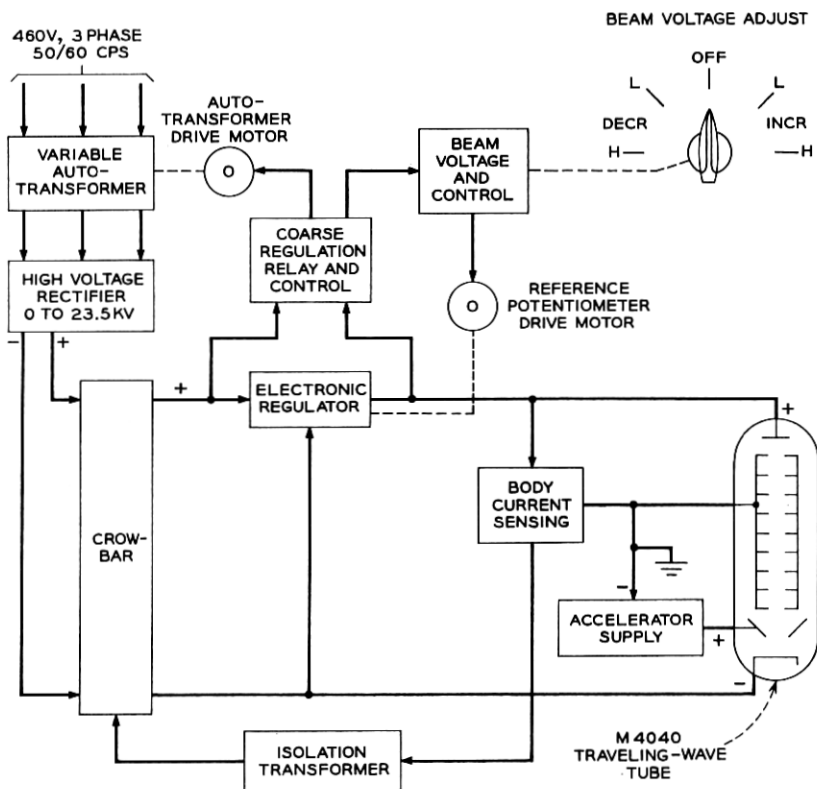 460V, 3 PHASE
50/60 CPS
BEAM VOLTAGE ADJUST
OFF
L
L
DECR
INCR
H
H
AUTO-
TRANSFORMER
DRIVE MOTOR
O
VARIABLE
AUTO-
TRANSFORMER
BEAM
VOLTAGE
AND
CONTROL
COARSE
REGULATION
RELAY AND
CONTROL
HIGH VOLTAGE
RECTIFIER
0 TO 23.5KV
O
REFERENCE
POTENTIOMETER
DRIVE MOTOR
-
+
+
ELECTRONIC
REGULATOR
+
CROW-
BAR
BODY
CURRENT
SENSING
-
ACCELERATOR
SUPPLY
+
-
ISOLATION
TRANSFORMER
M4040
TRAVELING-WAVE
TUBE